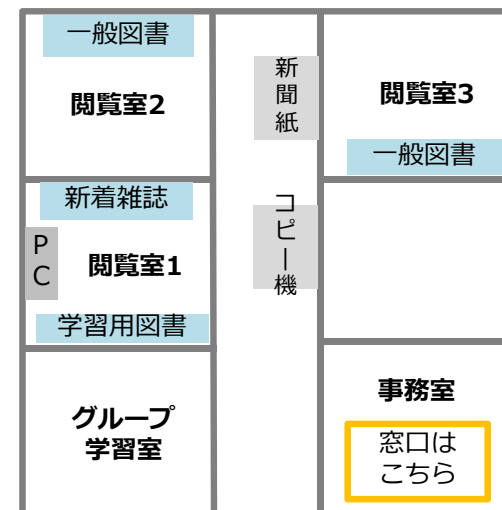 一般図書
閲覧室2
新聞紙
閲覧室3
一般図書
新着雑誌
PC
閲覧室1
学習用図書
コピー機
グループ
学習室
事務室
窓口は
こちら